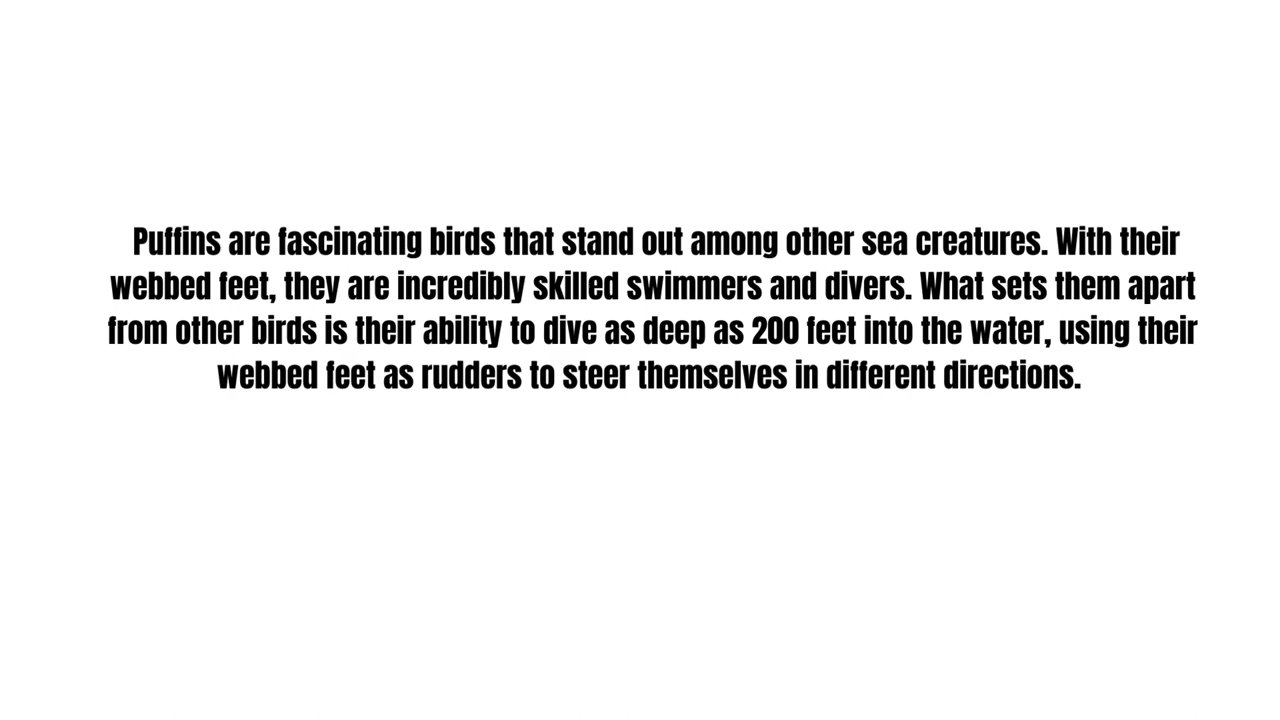 Puffins are fascinating birds that stand out among other sea creatures. With their
webbed feet, they are incredibly skilled swimmers and divers. What sets them apart
from other birds is their ability to dive as deep as 200 feet into the water, using their
webbed feet as rudders to steer themselves in different directions.